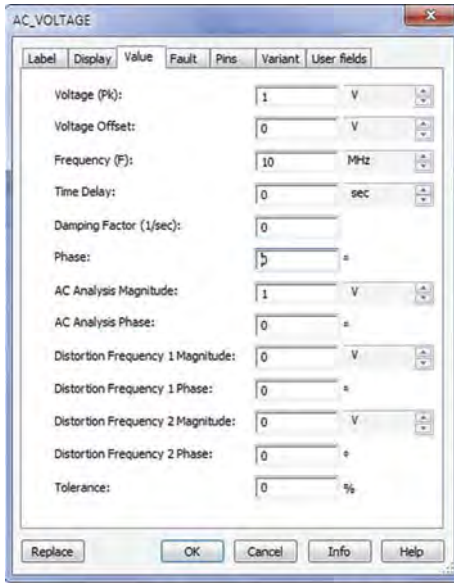 AC_VOLTAGE
Label Display Value Fault Pins Variant User fields
Voltage (Pk): 1 V
Voltage Offset: 0 V
Frequency (F): 10 MHz
Time Delay: 0 sec
Damping Factor (1/sec): 0
Phase: °
AC Analysis Magnitude: 1 V
AC Analysis Phase: 0 °
Distortion Frequency 1 Magnitude: 0 V
Distortion Frequency 1 Phase: 0 °
Distortion Frequency 2 Magnitude: 0 V
Distortion Frequency 2 Phase: 0 °
Tolerance: 0 %
Replace OK Cancel Info Help